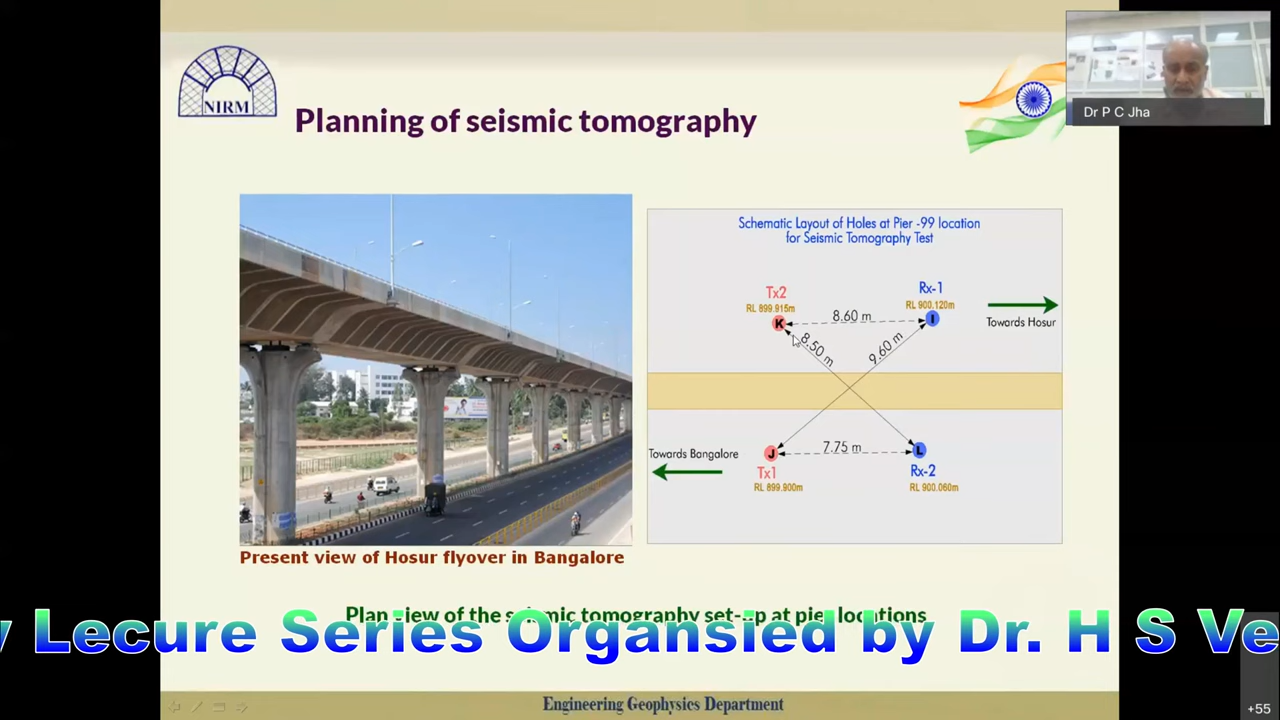 NIRM
Planning of seismic tomography
Dr P C Jha
Schematic Layout of Holes at Pier -99 location
for Seismic Tomography Test
Tx2
RL 899.915m
K
8.60 m
Rx-1
RL 900.120m
I
Towards Hosur
8.50 m
9.60 m
Towards Bangalore
J
7.75 m
L
Tx1
RL 899.900m
Rx-2
RL 900.060m
Present view of Hosur flyover in Bangalore
Plan view of the seismic tomography set-up at pier locations
y Lecure Series Organsied by Dr. H S Ve
Engineering Geophysics Department
+55